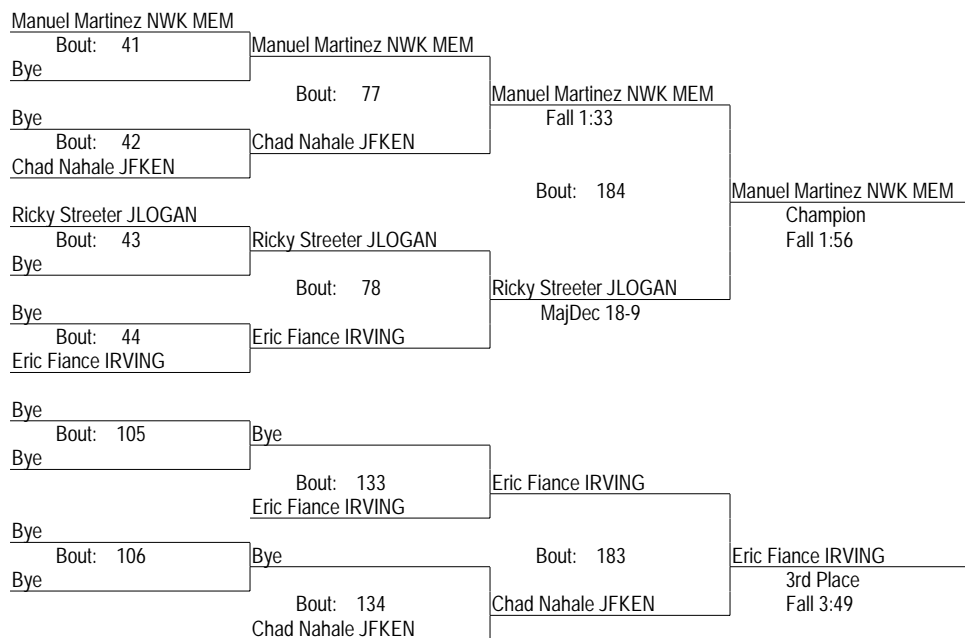 Manuel Martinez NWK MEM
Bout: 41
Manuel Martinez NWK MEM
Bye
Bout: 77
Manuel Martinez NWK MEM
Bye
Fall 1:33
Bout: 42
Chad Nahale JFKEN
Chad Nahale JFKEN
Bout: 184
Manuel Martinez NWK MEM
Ricky Streeter JLOGAN
Champion
Bout: 43
Ricky Streeter JLOGAN
Fall 1:56
Bye
Bout: 78
Ricky Streeter JLOGAN
Bye
MajDec 18-9
Bout: 44
Eric Fiance IRVING
Eric Fiance IRVING
Bye
Bout: 105
Bye
Bye
Bout: 133
Eric Fiance IRVING
Eric Fiance IRVING
Bye
Bout: 106
Bye
Bout: 183
Eric Fiance IRVING
Bye
3rd Place
Bout: 134
Chad Nahale JFKEN
Fall 3:49
Chad Nahale JFKEN